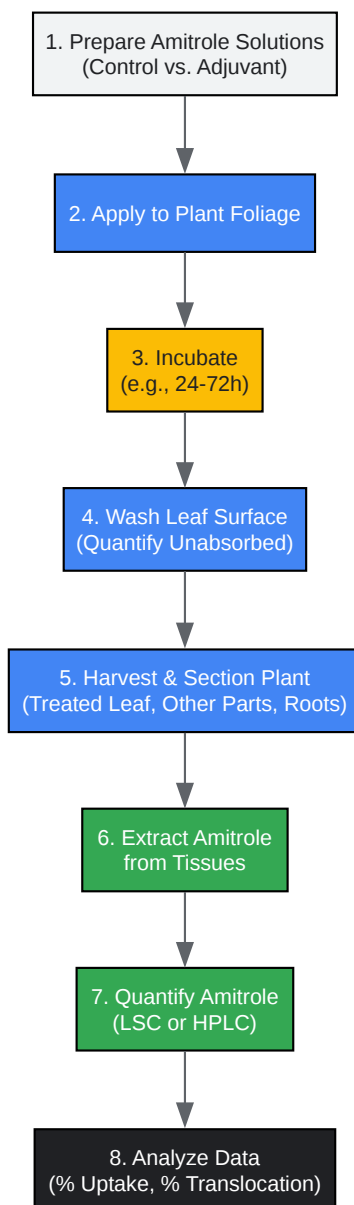 1. Prepare Amitrole Solutions
(Control vs. Adjuvant)
2. Apply to Plant Foliage
3. Incubate
(e.g., 24-72h)
4. Wash Leaf Surface
(Quantify Unabsorbed)
5. Harvest & Section Plant
(Treated Leaf, Other Parts, Roots)
6. Extract Amitrole
from Tissues
7. Quantify Amitrole
(LSC or HPLC)
8. Analyze Data
(% Uptake, % Translocation)